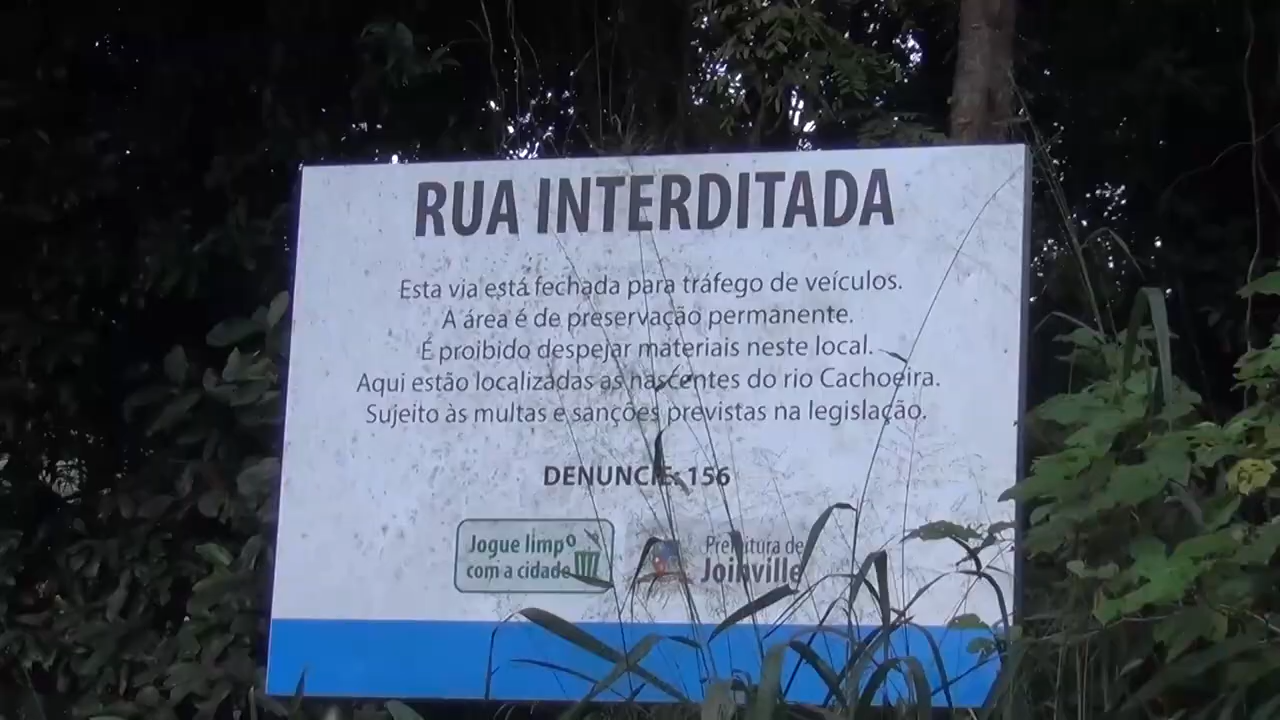 RUA INTERDITADA
Esta via está fechada para tráfego de veículos.
A área é de preservação permanente.
É proibido despejar materiais neste local.
Aqui estão localizadas as nascentes do rio Cachoeira.
Sujeito às multas e sanções previstas na legislação.
DENUNCIE: 156
Jogue limpo
com a cidade
Prefeitura de
Joinville